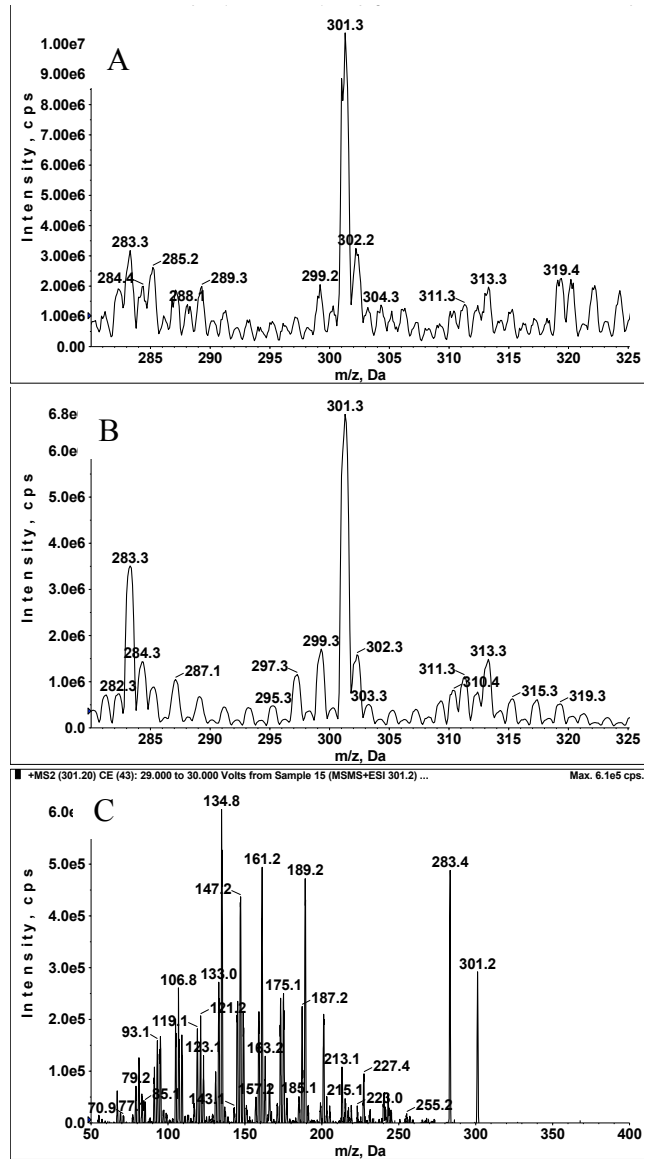 301.3
1.00e7
A
9.00e6
8.00e6
7.00e6
6.00e6
5.00e6
4.00e6
3.00e6
2.00e6
1.00e6
0.00
Intensity, cps
283.3
285.2
284.4
288.1
289.3
299.2
302.2
304.3
311.3
313.3
319.4
285 290 295 300 305 310 315 320 325
m/z, Da
301.3
6.8e
B
6.0e
5.0e6
4.0e6
3.0e6
2.0e6
1.0e6
0.0
Intensity, cps
283.3
284.3
282.3
287.1
295.3
297.3
299.3
302.3
303.3
311.3
310.4
313.3
315.3
319.3
285 290 295 300 305 310 315 320 325
m/z, Da
+MS2 (301.20) CE (43): 29.000 to 30.000 Volts from Sample 15 (MSMS+ESI 301.2) ... Max. 6.1e5 cps.
134.8
6.0e
C
5.0e5
4.0e5
3.0e5
2.0e5
1.0e5
0.0
Intensity, cps
161.2
189.2
283.4
147.2
301.2
133.0
106.8
175.1
187.2
119.1
121.2
93.1
123.1
163.2
79.2
85.1
213.1
227.4
70.9
77
143.1
157.2
185.1
215.1
223.0
255.2
50 100 150 200 250 300 350 400
m/z, Da